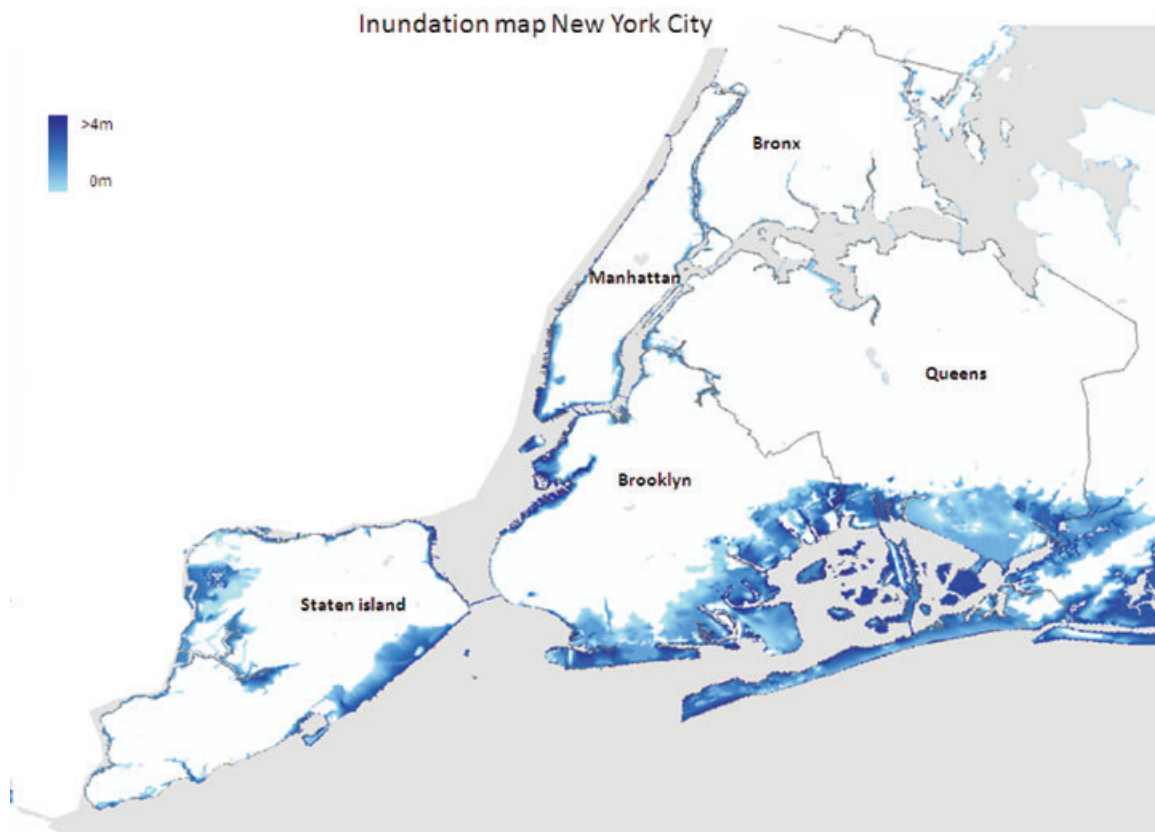 Inundation map New York City
>4m
0m
Bronx
Manhattan
Queens
Brooklyn
Staten island